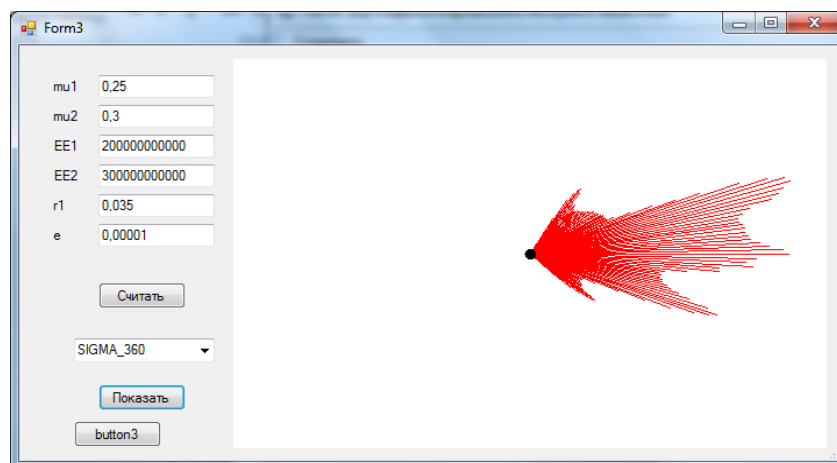 Form3
mu1 0,25
mu2 0,3
EE1 200000000000
EE2 300000000000
r1 0,035
e 0,00001
Считать
SIGMA_360
Показать
button3